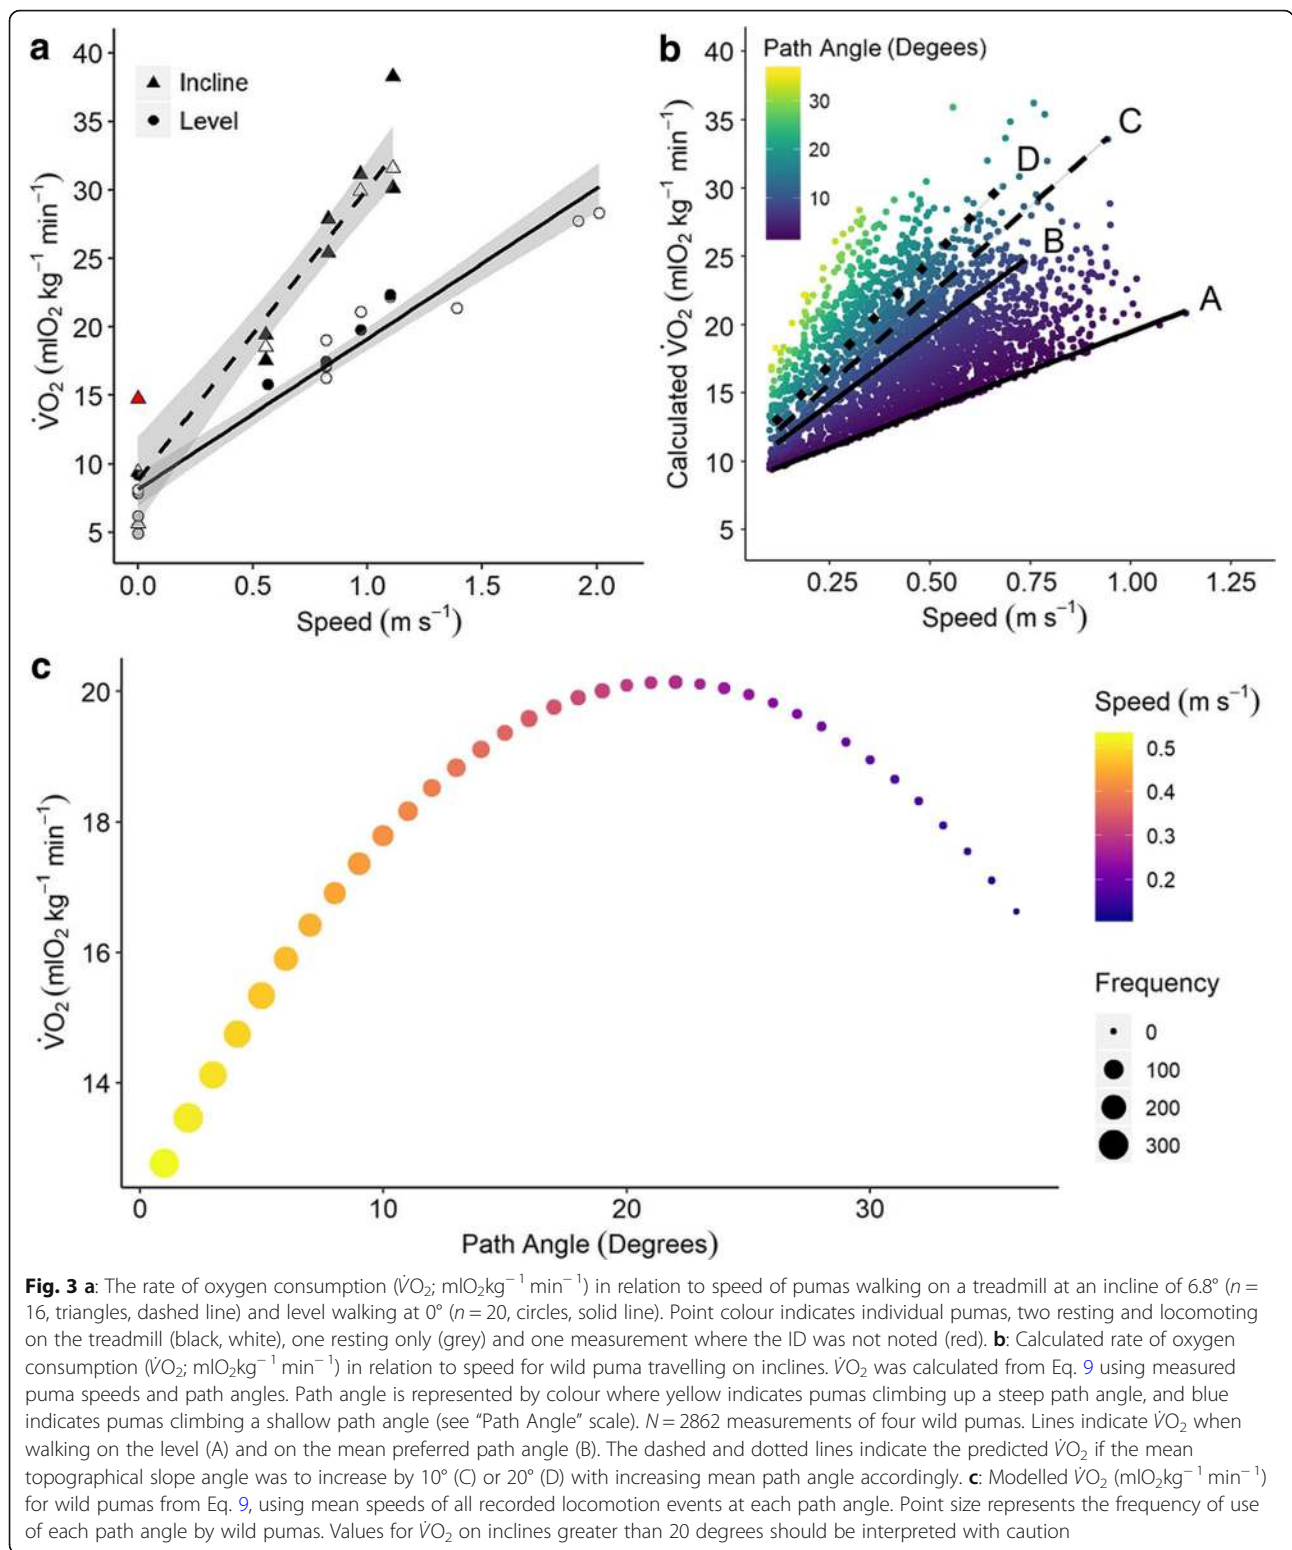 a
40
35
30
25
20
15
10
5
V̇O₂ (mlO₂ kg⁻¹ min⁻¹)
Incline
Level
0.0 0.5 1.0 1.5 2.0
Speed (m s⁻¹)
b
40
35
30
25
20
15
10
5
Calculated V̇O₂ (mlO₂ kg⁻¹ min⁻¹)
Path Angle (Degees)
30
20
10
C
D
B
A
0.25 0.50 0.75 1.00 1.25
Speed (m s⁻¹)
c
20
18
16
14
V̇O₂ (mlO₂ kg⁻¹ min⁻¹)
0 10 20 30
Path Angle (Degrees)
Speed (m s⁻¹)
0.5
0.4
0.3
0.2
Frequency
0
100
200
300
Fig. 3 a: The rate of oxygen consumption (V̇O₂; mlO₂kg⁻¹ min⁻¹) in relation to speed of pumas walking on a treadmill at an incline of 6.8° (n =
16, triangles, dashed line) and level walking at 0° (n = 20, circles, solid line). Point colour indicates individual pumas, two resting and locomoting
on the treadmill (black, white), one resting only (grey) and one measurement where the ID was not noted (red). b: Calculated rate of oxygen
consumption (V̇O₂; mlO₂kg⁻¹ min⁻¹) in relation to speed for wild puma travelling on inclines. V̇O₂ was calculated from Eq. 9 using measured
puma speeds and path angles. Path angle is represented by colour where yellow indicates pumas climbing up a steep path angle, and blue
indicates pumas climbing a shallow path angle (see “Path Angle” scale). N = 2862 measurements of four wild pumas. Lines indicate V̇O₂ when
walking on the level (A) and on the mean preferred path angle (B). The dashed and dotted lines indicate the predicted V̇O₂ if the mean
topographical slope angle was to increase by 10° (C) or 20° (D) with increasing mean path angle accordingly. c: Modelled V̇O₂ (mlO₂kg⁻¹ min⁻¹)
for wild pumas from Eq. 9, using mean speeds of all recorded locomotion events at each path angle. Point size represents the frequency of use
of each path angle by wild pumas. Values for V̇O₂ on inclines greater than 20 degrees should be interpreted with caution